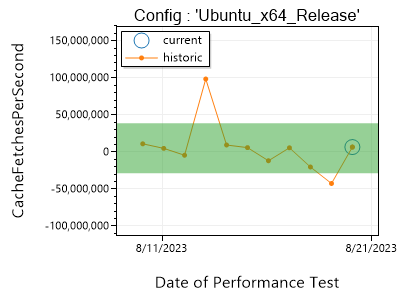 Config : 'Ubuntu_x64_Release'
current
historic
150,000,000
100,000,000
50,000,000
0
-50,000,000
-100,000,000
CacheFetchesPerSecond
8/11/2023
8/21/2023
Date of Performance Test